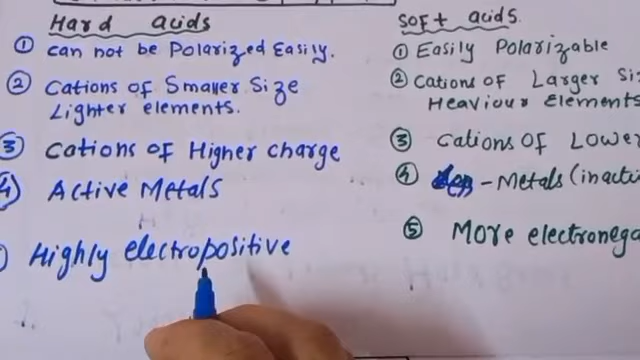 Hard acids
① can not be Polarized Easily.
② Cations of Smaller Size
Lighter elements.
③ Cations of Higher charge
④ Active Metals
Highly electropositive
Soft acids.
① Easily Polarizable
② Cations of Larger Si
Heaviour Elements
③ Cations OF Lower
④ - Metals (inacti
⑤ More electronega